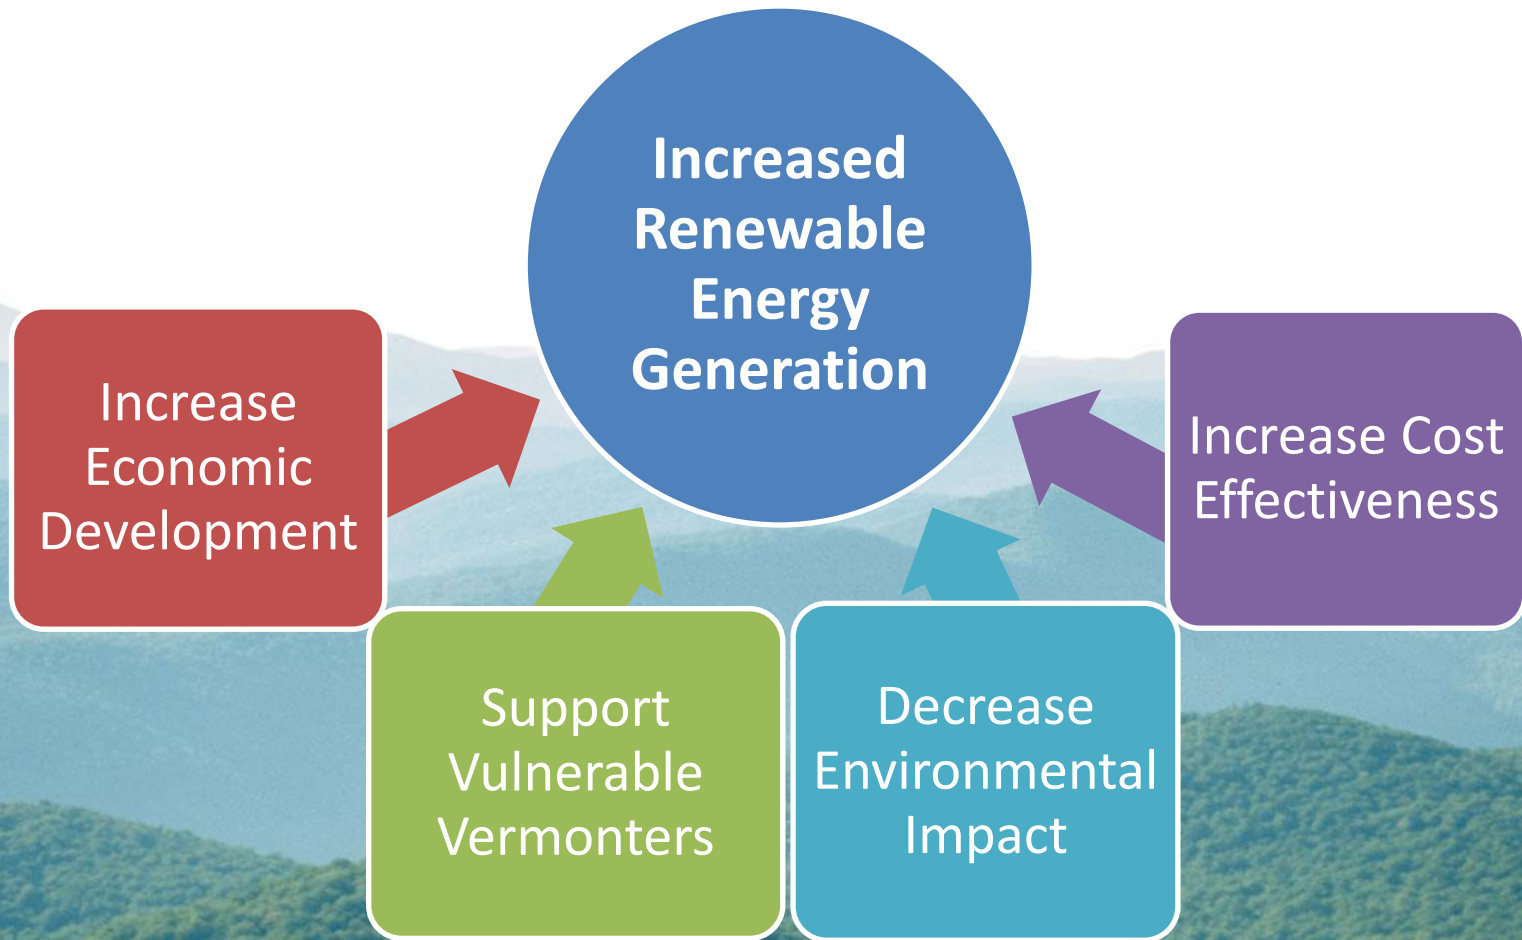 Increased
Renewable
Energy
Generation
Increase
Economic
Development
Support
Vulnerable
Vermonters
Decrease
Environmental
Impact
Increase Cost
Effectiveness